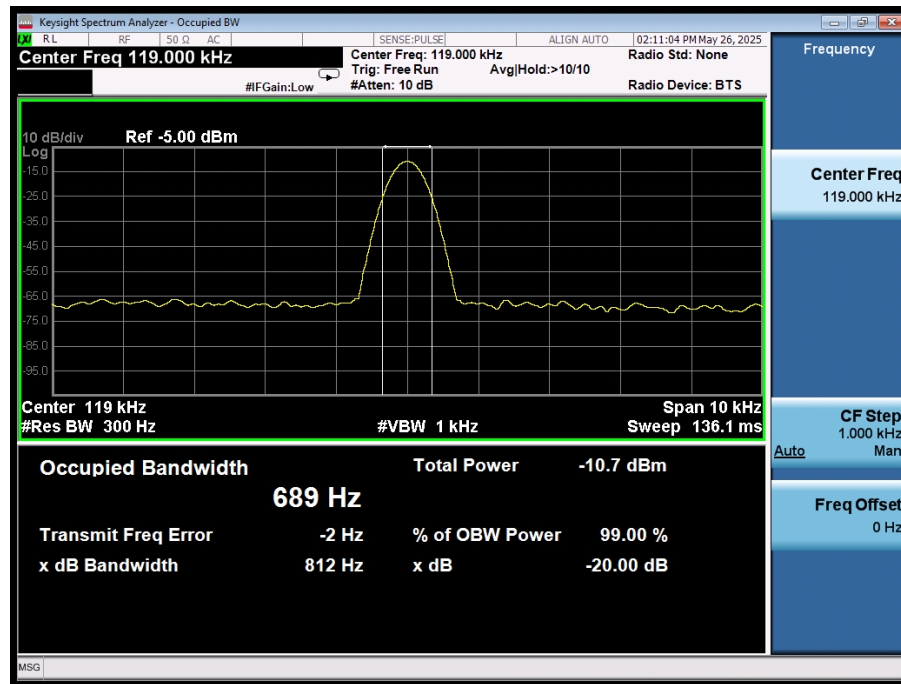 Keysight Spectrum Analyzer - Occupied BW
RL RF 50 Ω AC SENSE:PULSE ALIGN AUTO 02:11:04 PM May 26, 2025
Center Freq 119.000 kHz
Center Freq: 119.000 kHz
Radio Std: None
Trig: Free Run Avg|Hold:>10/10
#IFGain:Low
#Atten: 10 dB
Radio Device: BTS
10 dB/div Ref -5.00 dBm
Log
-15.0
-25.0
-35.0
-45.0
-55.0
-65.0
-75.0
-85.0
-95.0
Center 119 kHz Span 10 kHz
#Res BW 300 Hz #VBW 1 kHz Sweep 136.1 ms
Occupied Bandwidth Total Power -10.7 dBm
689 Hz
Transmit Freq Error -2 Hz % of OBW Power 99.00 %
x dB Bandwidth 812 Hz x dB -20.00 dB
MSG
Frequency
Center Freq
119.000 kHz
CF Step
1.000 kHz
Auto Man
Freq Offset
0 Hz